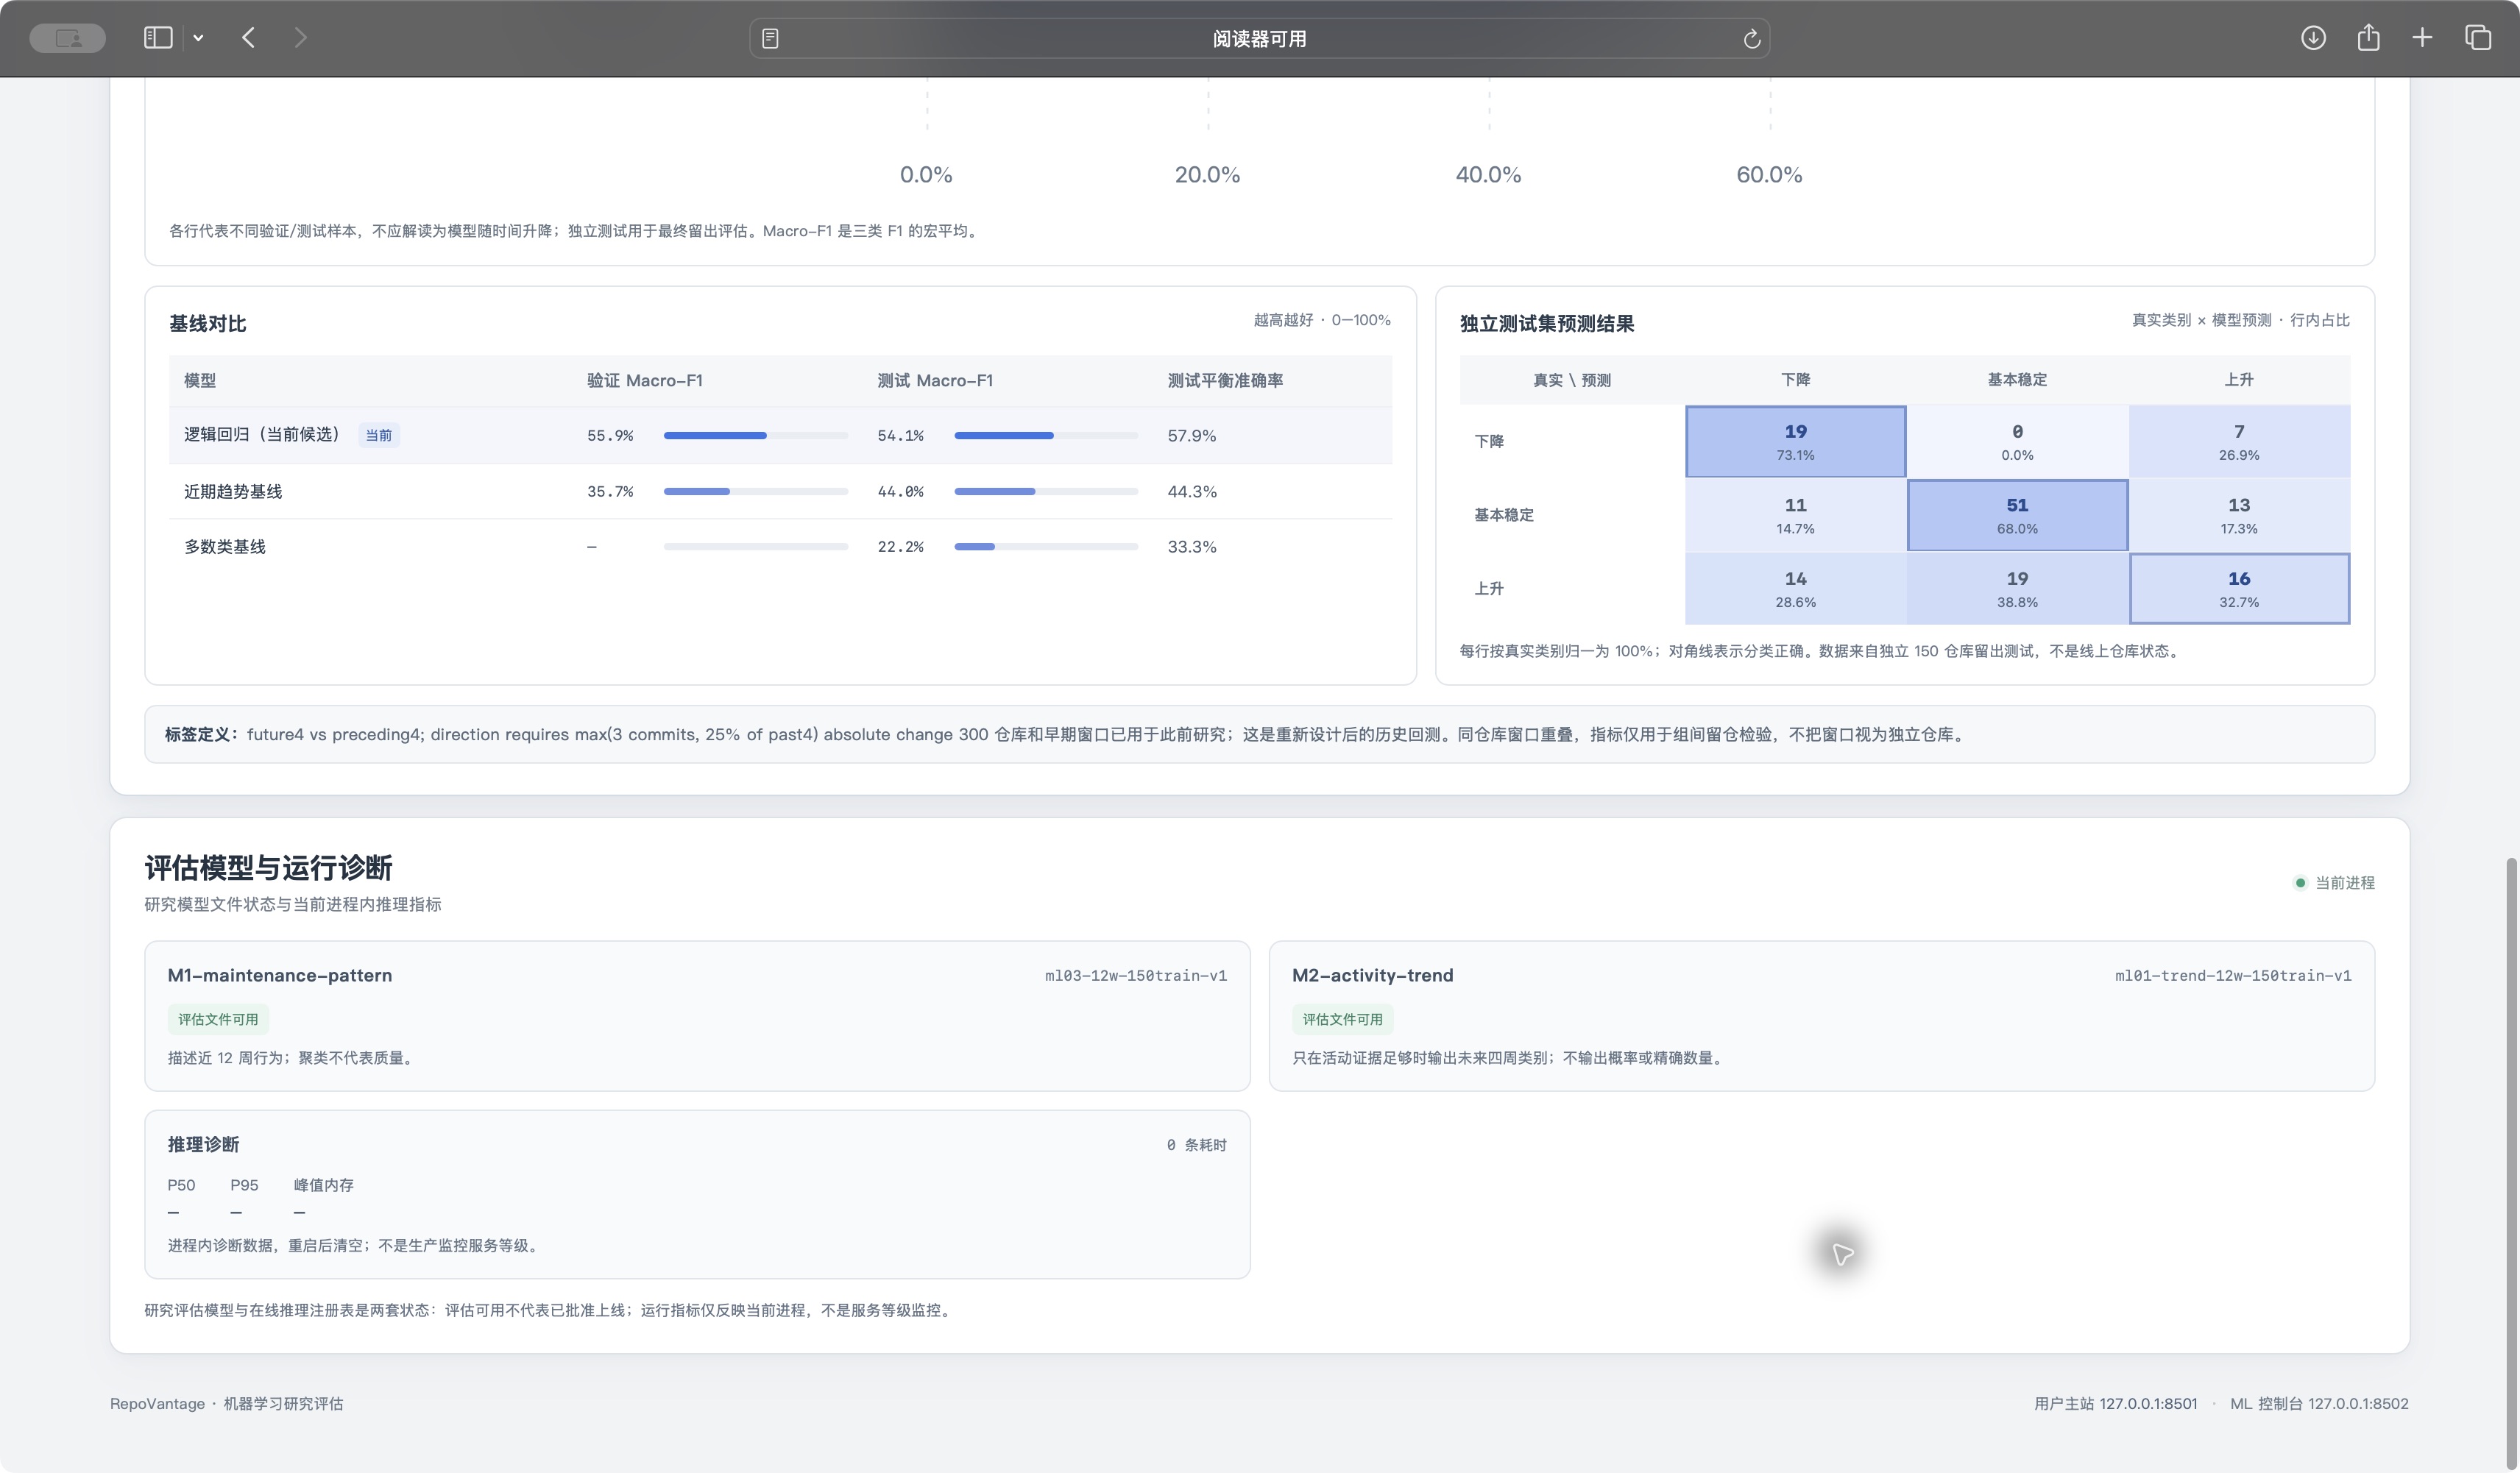 阅读器可用
0.0% 20.0% 40.0% 60.0%
各行代表不同验证/测试样本，不应解读为模型随时间升降；独立测试用于最终留出评估。Macro-F1 是三类 F1 的宏平均。
基线对比
越高越好 · 0—100%
模型 验证 Macro-F1 测试 Macro-F1 测试平衡准确率
逻辑回归（当前候选） 当前 55.9% 54.1% 57.9%
近期趋势基线 35.7% 44.0% 44.3%
多数类基线 — 22.2% 33.3%
独立测试集预测结果
真实类别 × 模型预测 · 行内占比
真实 \ 预测 下降 基本稳定 上升
下降 19 0 7
73.1% 0.0% 26.9%
基本稳定 11 51 13
14.7% 68.0% 17.3%
上升 14 19 16
28.6% 38.8% 32.7%
每行按真实类别归一为 100%；对角线表示分类正确。数据来自独立 150 仓库留出测试，不是线上仓库状态。
标签定义：future4 vs preceding4; direction requires max(3 commits, 25% of past4) absolute change 300 仓库和早期窗口已用于此前研究；这是重新设计后的历史回测。同仓库窗口重叠，指标仅用于组间留仓检验，不把窗口视为独立仓库。
评估模型与运行诊断
研究模型文件状态与当前进程内推理指标
当前进程
M1-maintenance-pattern ml03-12w-150train-v1
评估文件可用
描述近 12 周行为；聚类不代表质量。
M2-activity-trend ml01-trend-12w-150train-v1
评估文件可用
只在活动证据足够时输出未来四周类别；不输出概率或精确数量。
推理诊断 0 条耗时
P50 P95 峰值内存
— — —
进程内诊断数据，重启后清空；不是生产监控服务等级。
研究评估模型与在线推理注册表是两套状态：评估可用不代表已批准上线；运行指标仅反映当前进程，不是服务等级监控。
RepoVantage · 机器学习研究评估
用户主站 127.0.0.1:8501 · ML 控制台 127.0.0.1:8502